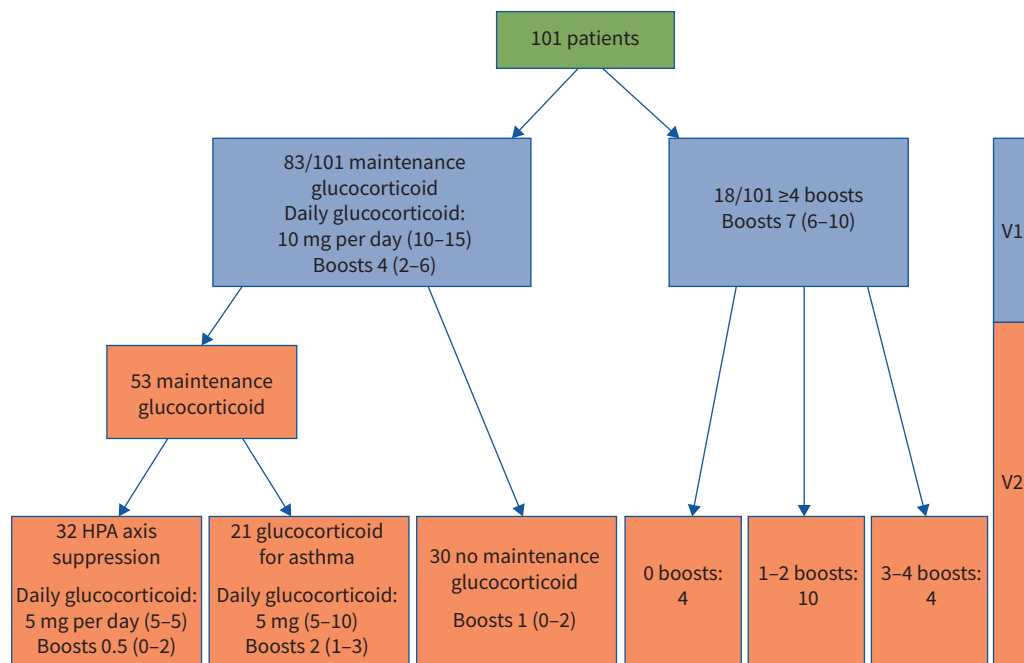 101 patients
83/101 maintenance
glucocorticoid
Daily glucocorticoid:
10 mg per day (10–15)
Boosts 4 (2–6)
18/101 ≥4 boosts
Boosts 7 (6–10)
V1
53 maintenance
glucocorticoid
V2
32 HPA axis
suppression
Daily glucocorticoid:
5 mg per day (5–5)
Boosts 0.5 (0–2)
21 glucocorticoid
for asthma
Daily glucocorticoid:
5 mg (5–10)
Boosts 2 (1–3)
30 no maintenance
glucocorticoid
Boosts 1 (0–2)
0 boosts:
4
1–2 boosts:
10
3–4 boosts:
4